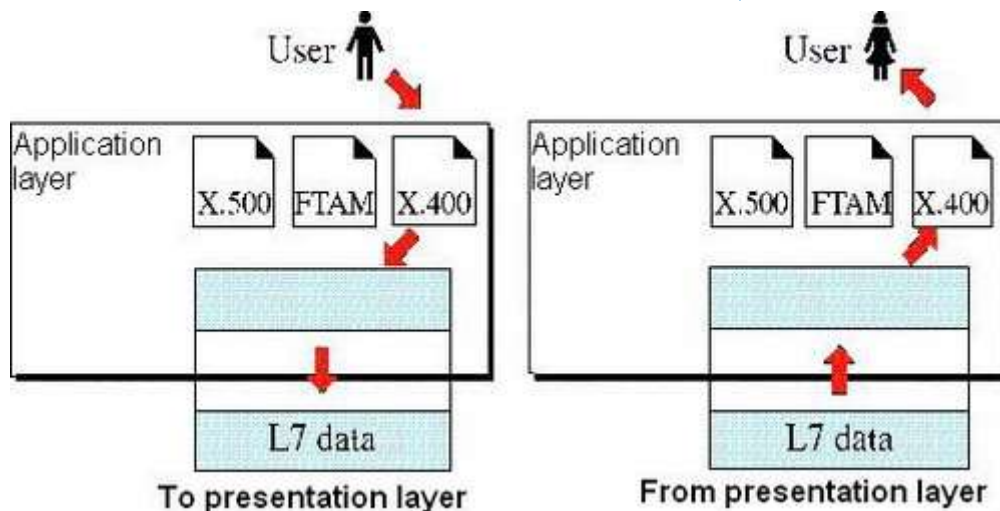 User
Application
layer
X.500 FTAM X.400
L7 data
To presentation layer
User
Application
layer
X.500 FTAM X.400
L7 data
From presentation layer